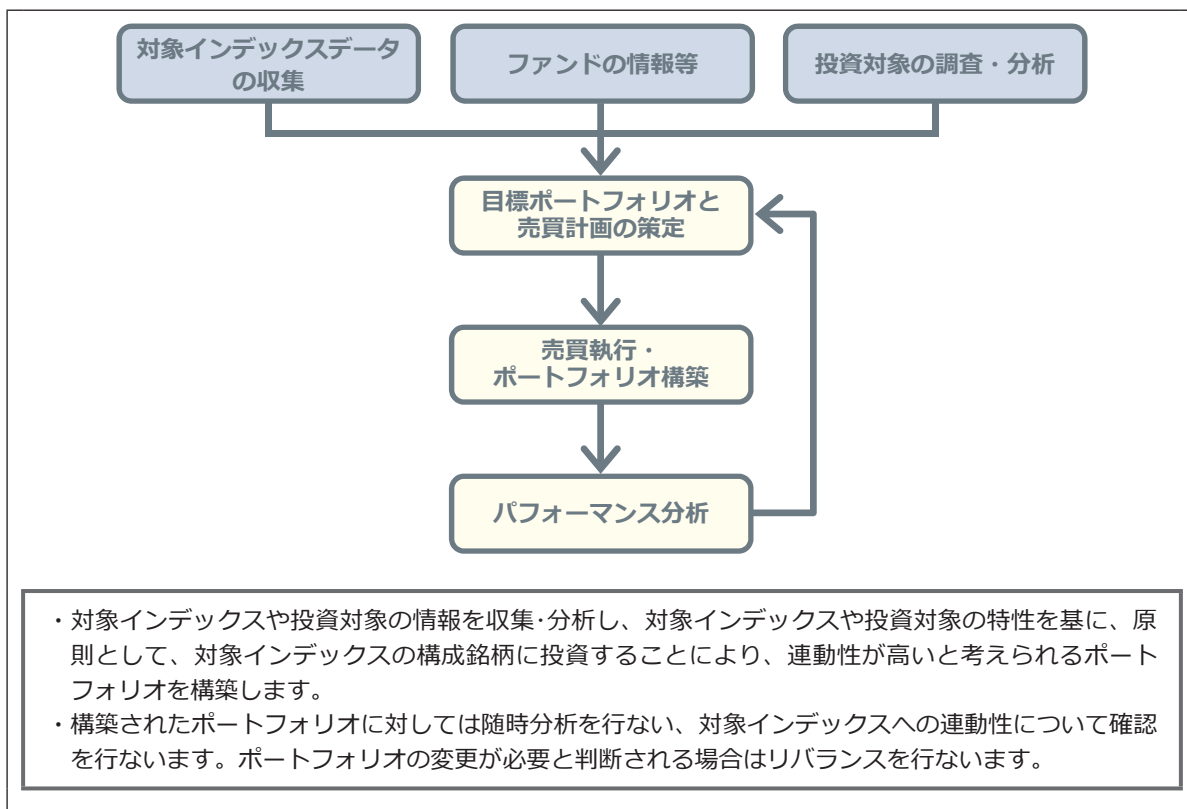 対象インデックスデータ
の収集
ファンドの情報等
投資対象の調査・分析
目標ポートフォリオと
売買計画の策定
売買執行・
ポートフォリオ構築
パフォーマンス分析
・対象インデックスや投資対象の情報を収集・分析し、対象インデックスや投資対象の特性を基に、原
則として、対象インデックスの構成銘柄に投資することにより、連動性が高いと考えられるポート
フォリオを構築します。
・構築されたポートフォリオに対しては随時分析を行ない、対象インデックスへの連動性について確認
を行ないます。ポートフォリオの変更が必要と判断される場合はリバランスを行ないます。